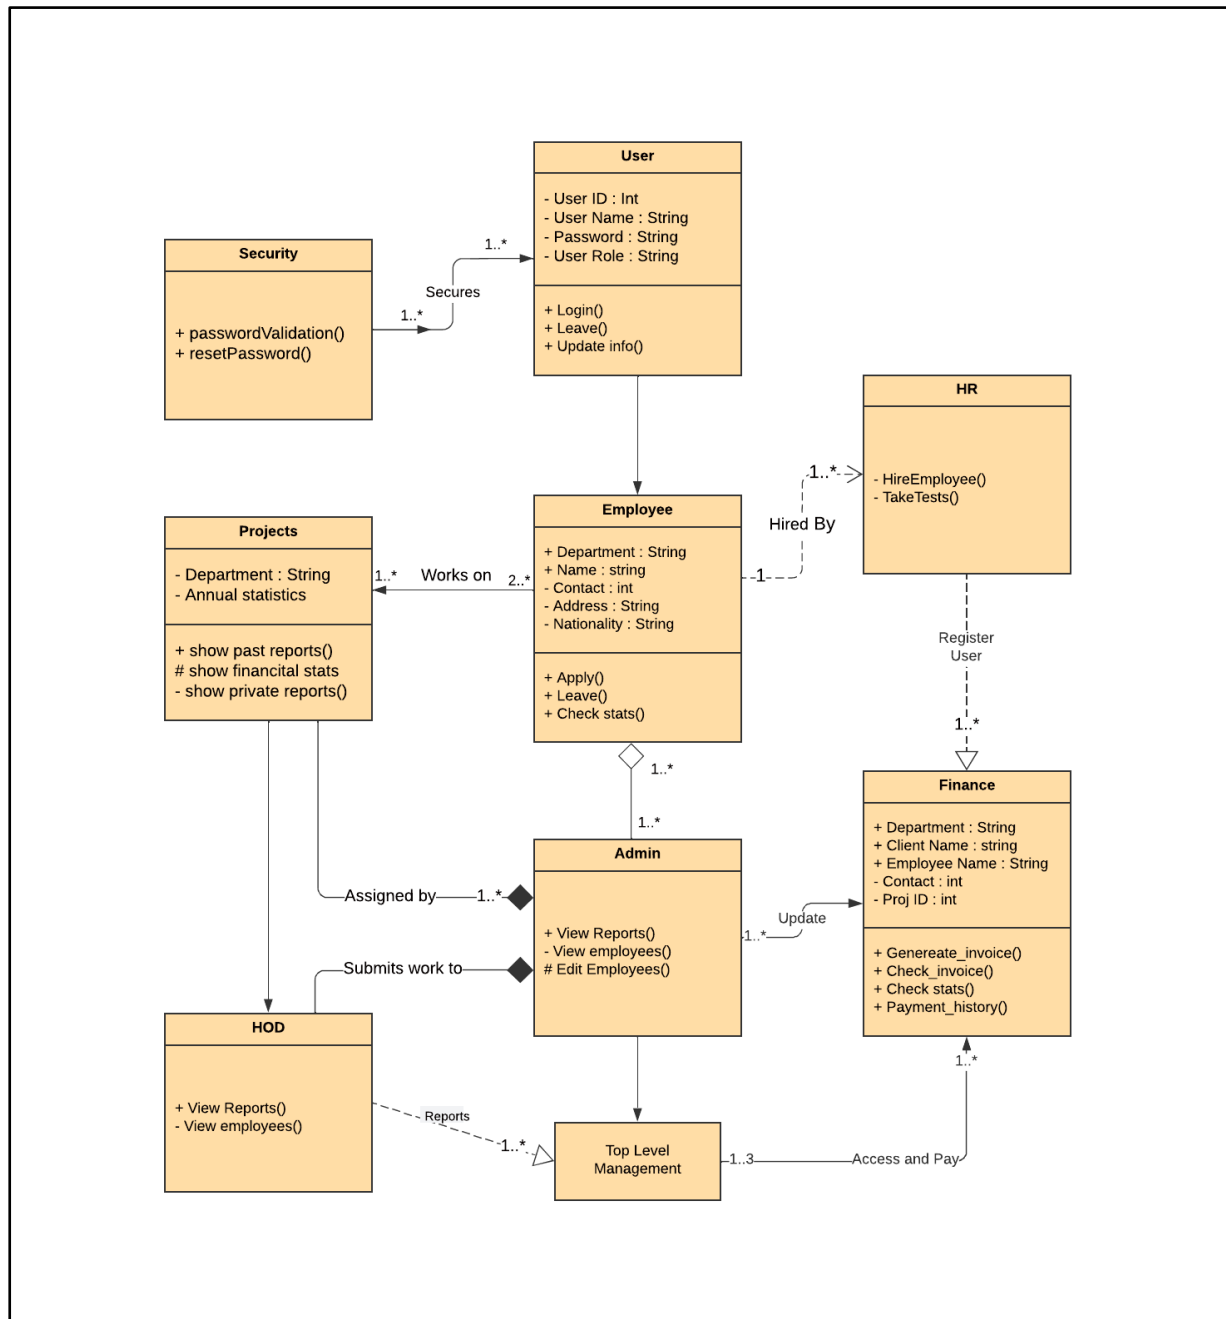 User
- User ID : Int
- User Name : String
- Password : String
- User Role : String
+ Login()
+ Leave()
+ Update info()
Security
+ passwordValidation()
+ resetPassword()
1..*
Secures
1..*
HR
- HireEmployee()
- TakeTests()
Employee
+ Department : String
+ Name : string
- Contact : int
- Address : String
- Nationality : String
+ Apply()
+ Leave()
+ Check stats()
1..*
Hired By
1
Projects
- Department : String
- Annual statistics
+ show past reports()
# show financital stats
- show private reports()
1..*
Works on
2..*
Register
User
1..*
1..*
1..*
Finance
+ Department : String
+ Client Name : string
+ Employee Name : String
- Contact : int
- Proj ID : int
+ Genereate_invoice()
+ Check_invoice()
+ Check stats()
+ Payment_history()
Admin
+ View Reports()
- View employees()
# Edit Employees()
Assigned by
1..*
Submits work to
1..*
Update
HOD
+ View Reports()
- View employees()
Reports
1..*
Top Level
Management
1..3
Access and Pay
1..*